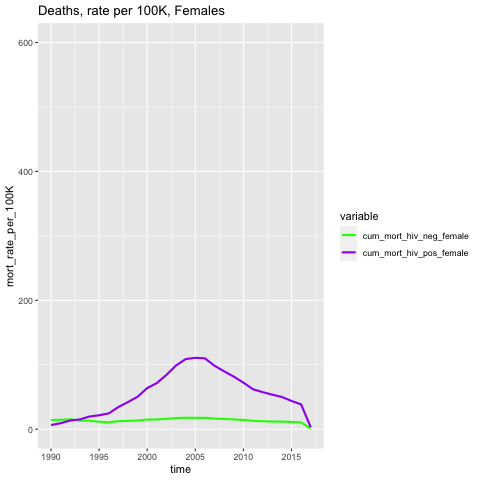 Deaths, rate per 100K, Females
mort_rate_per_100K
600
400
200
0
1990 1995 2000 2005 2010 2015
time
variable
cum_mort_hiv_neg_female
cum_mort_hiv_pos_female